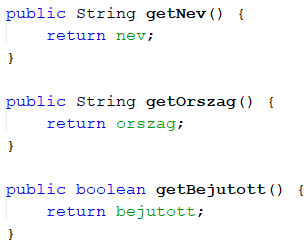 public String getNev() {
    return nev;
}

public String getOrszag() {
    return orszag;
}

public boolean getBejutott() {
    return bejutott;
}